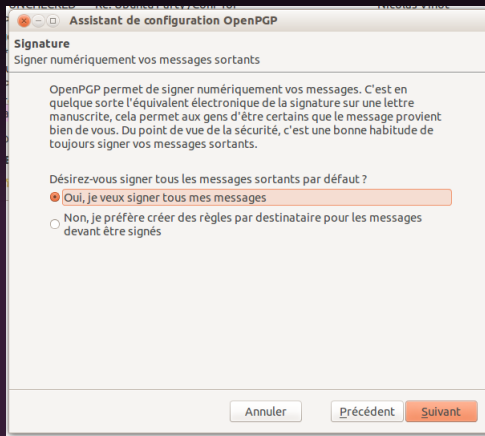 Assistant de configuration OpenPGP
Signature
Signer numériquement vos messages sortants
OpenPGP permet de signer numériquement vos messages. C'est en
quelque sorte l'équivalent électronique de la signature sur une lettre
manuscrite, cela permet aux gens d'être certains que le message provient
bien de vous. Du point de vue de la sécurité, c'est une bonne habitude de
toujours signer vos messages sortants.
Désirez-vous signer tous les messages sortants par défaut ?
Oui, je veux signer tous mes messages
Non, je préfère créer des règles par destinataire pour les messages
devant être signés
Annuler Précédent Suivant